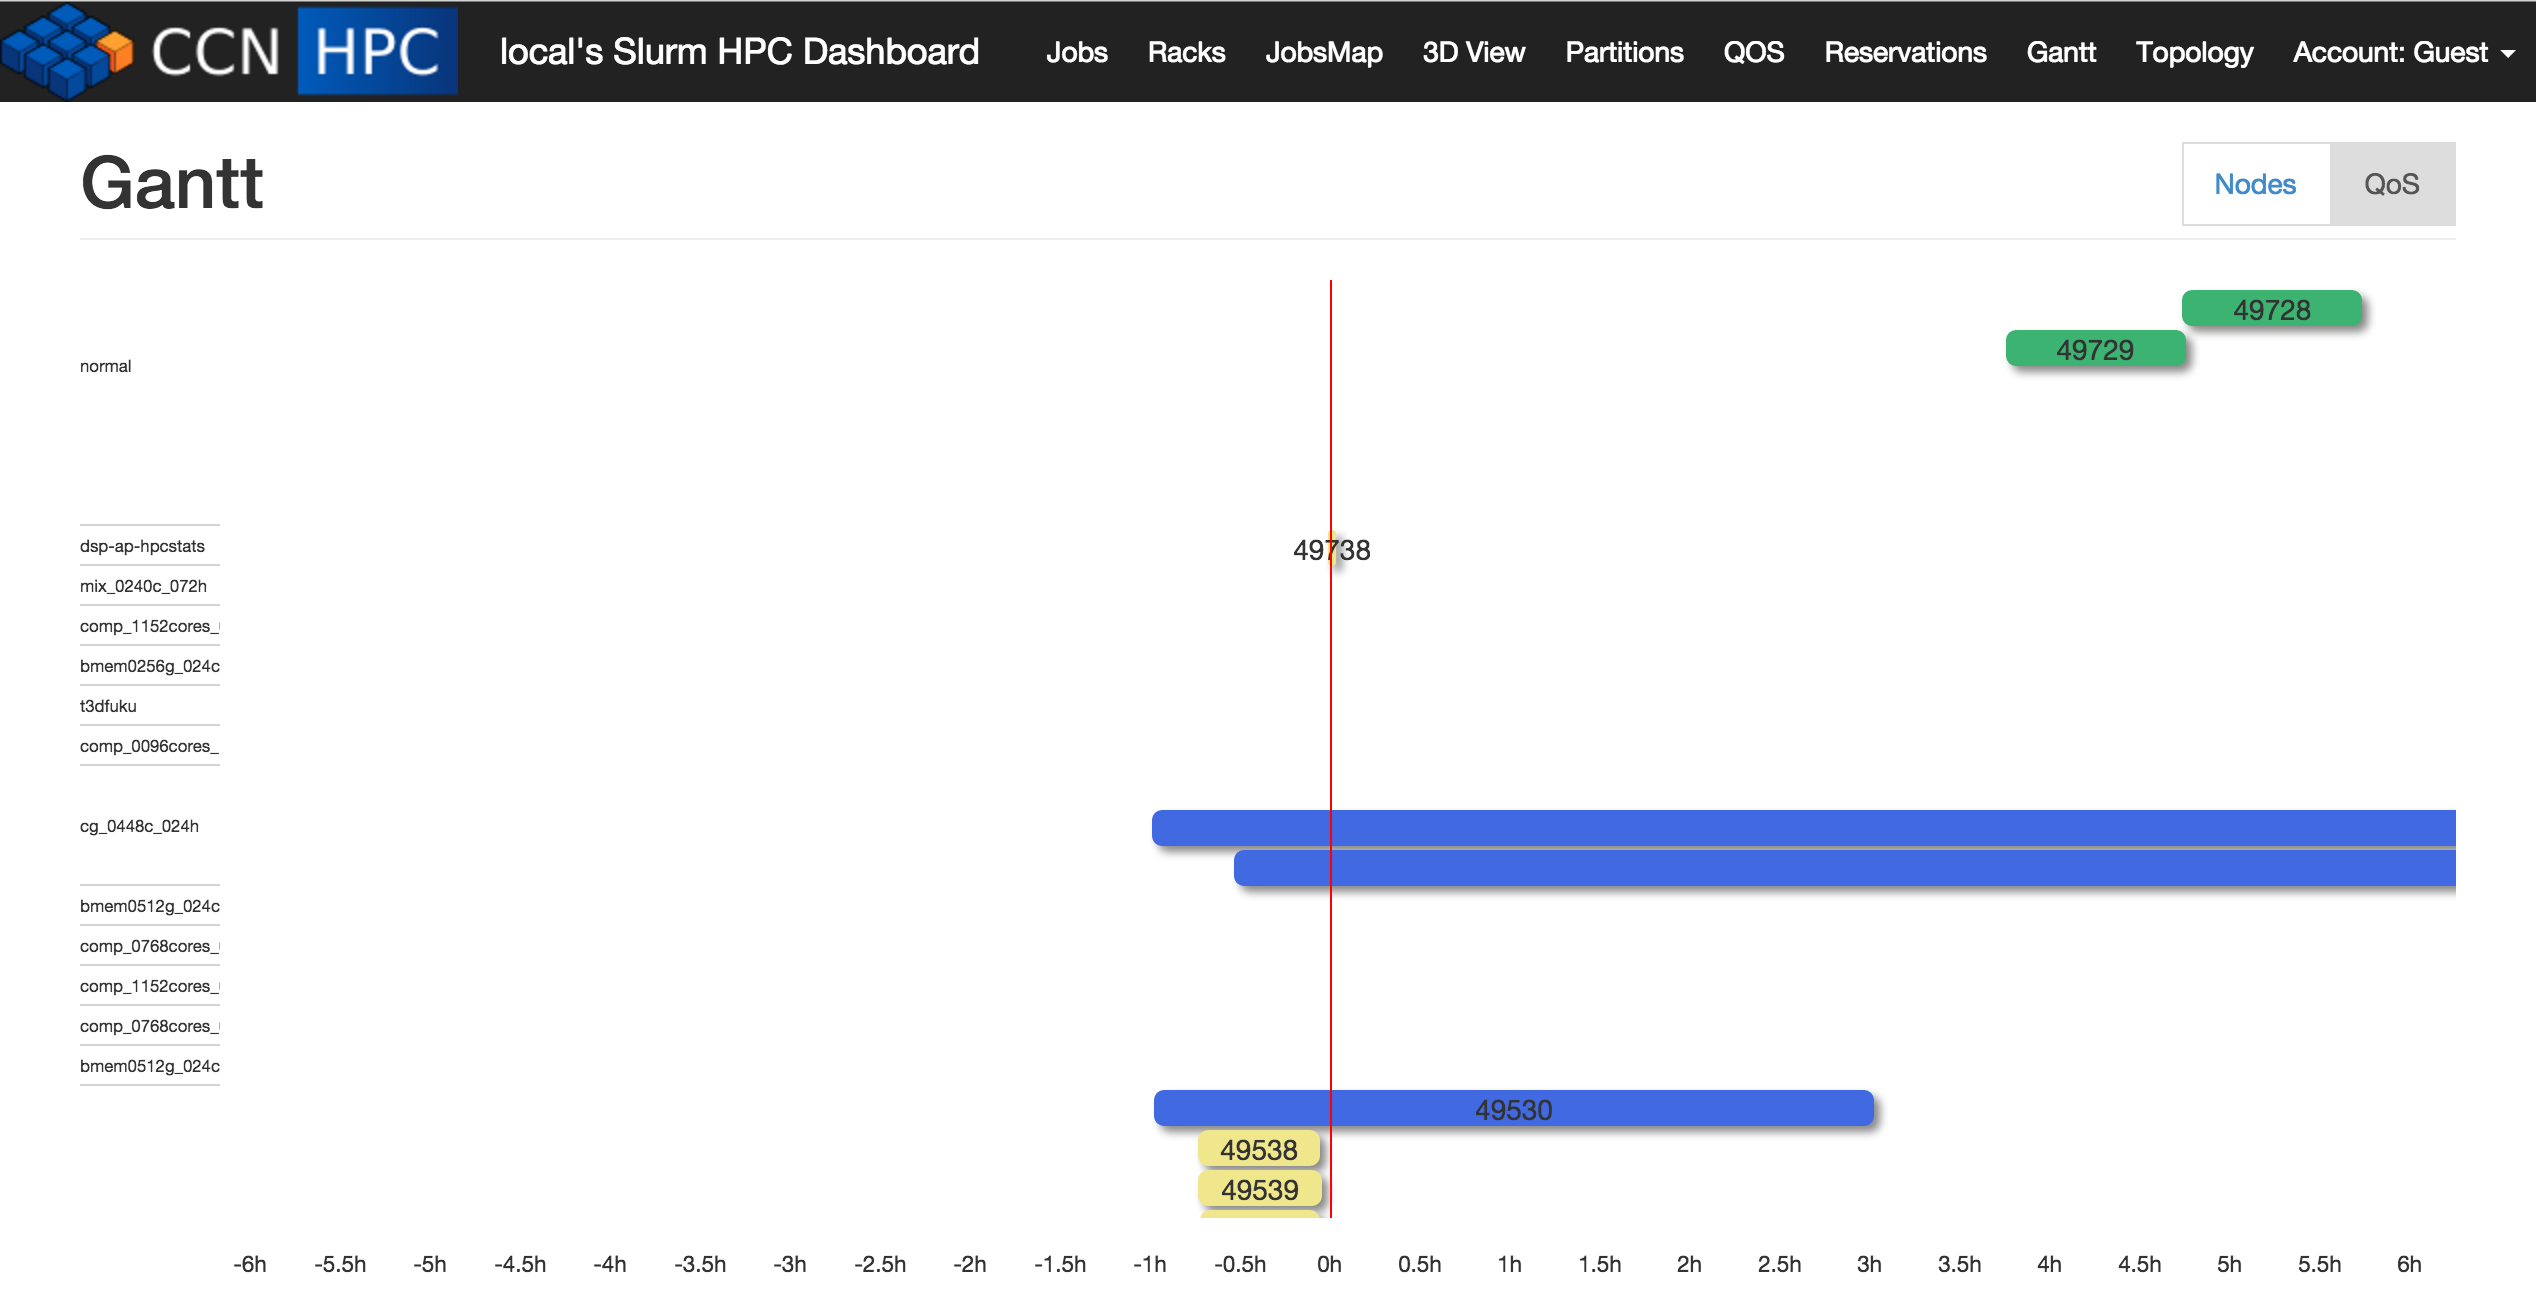 CCN HPC local's Slurm HPC Dashboard Jobs Racks JobsMap 3D View Partitions QOS Reservations Gantt Topology Account: Guest
Gantt Nodes QoS
49728
49729
normal
dsp-ap-hpcstats 49738
mix_0240c_072h
comp_1152cores_
bmem0256g_024c
t3dfuku
comp_0096cores_
cg_0448c_024h
bmem0512g_024c
comp_0768cores_
comp_1152cores_
comp_0768cores_
bmem0512g_024c
49530
49538
49539
-6h -5.5h -5h -4.5h -4h -3.5h -3h -2.5h -2h -1.5h -1h -0.5h 0h 0.5h 1h 1.5h 2h 2.5h 3h 3.5h 4h 4.5h 5h 5.5h 6h